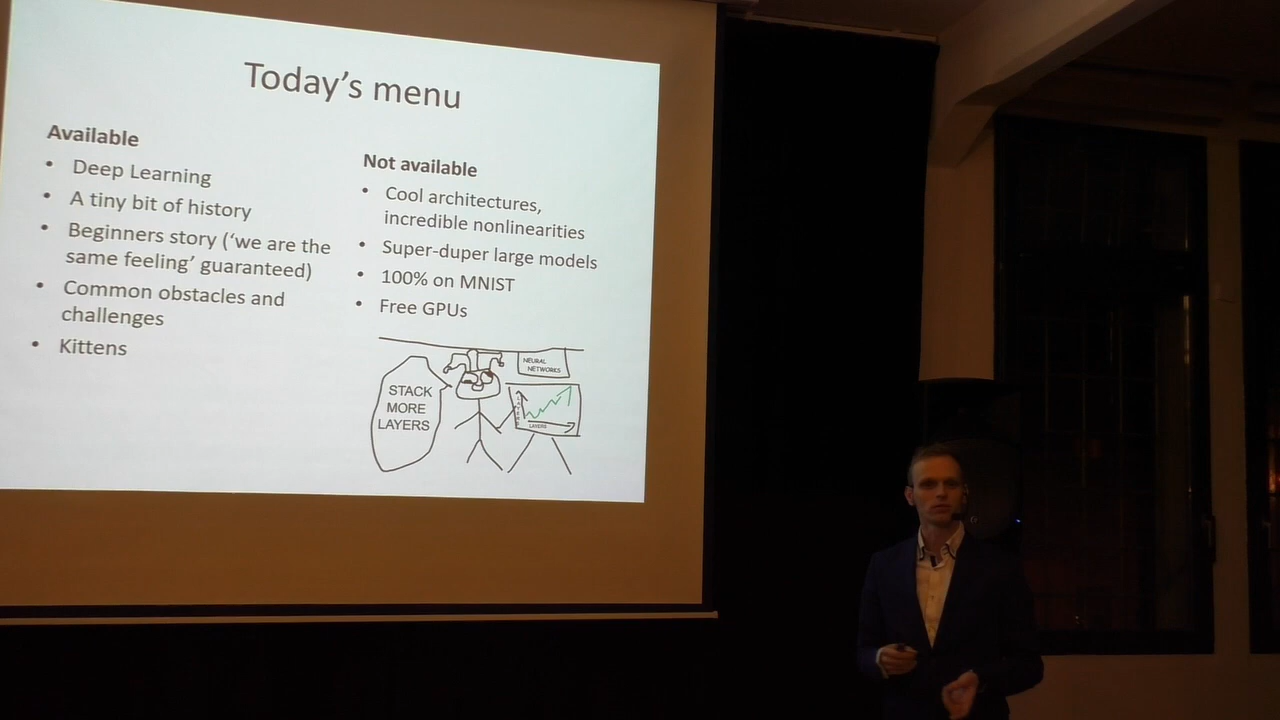 Today's menu
Available
• Deep Learning
• A tiny bit of history
• Beginners story ('we are the
same feeling' guaranteed)
• Common obstacles and
challenges
• Kittens
Not available
• Cool architectures,
incredible nonlinearities
• Super-duper large models
• 100% on MNIST
• Free GPUs
STACK
MORE
LAYERS
NEURAL
NETWORKS
LAYERS